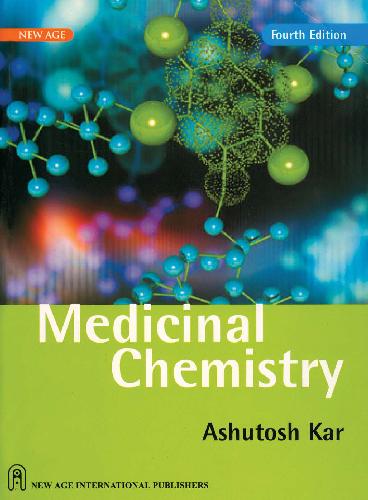 NEW AGE
Fourth Edition
Medicinal
Chemistry
Ashutosh Kar
NEW AGE INTERNATIONAL PUBLISHERS